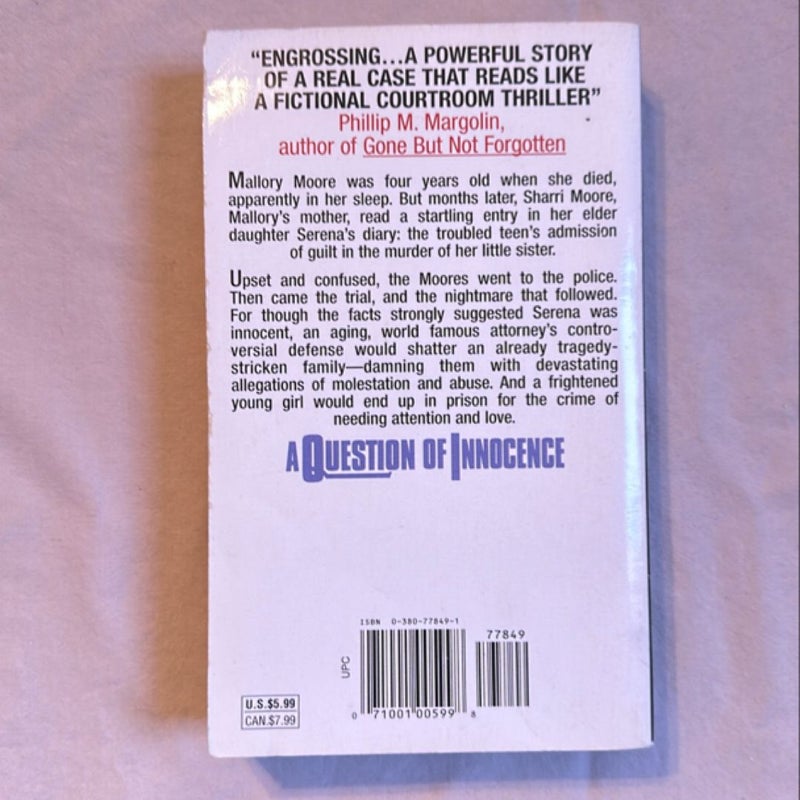 “ENGROSSING...A POWERFUL STORY
OF A REAL CASE THAT READS LIKE
A FICTIONAL COURTROOM THRILLER”
Phillip M. Margolin,
author of Gone But Not Forgotten
Mallory Moore was four years old when she died,
apparently in her sleep. But months later, Sharri Moore,
Mallory's mother, read a startling entry in her elder
daughter Serena's diary: the troubled teen's admission
of guilt in the murder of her little sister.
Upset and confused, the Moores went to the police.
Then came the trial, and the nightmare that followed.
For though the facts strongly suggested Serena was
innocent, an aging, world famous attorney's contro-
versial defense would shatter an already tragedy-
stricken family—damning them with devastating
allegations of molestation and abuse. And a frightened
young girl would end up in prison for the crime of
needing attention and love.
A QUESTION OF INNOCENCE
ISBN 0-380-77849-1
77849
UPC
0 71001 00599 8
U.S.$5.99
CAN.$7.99